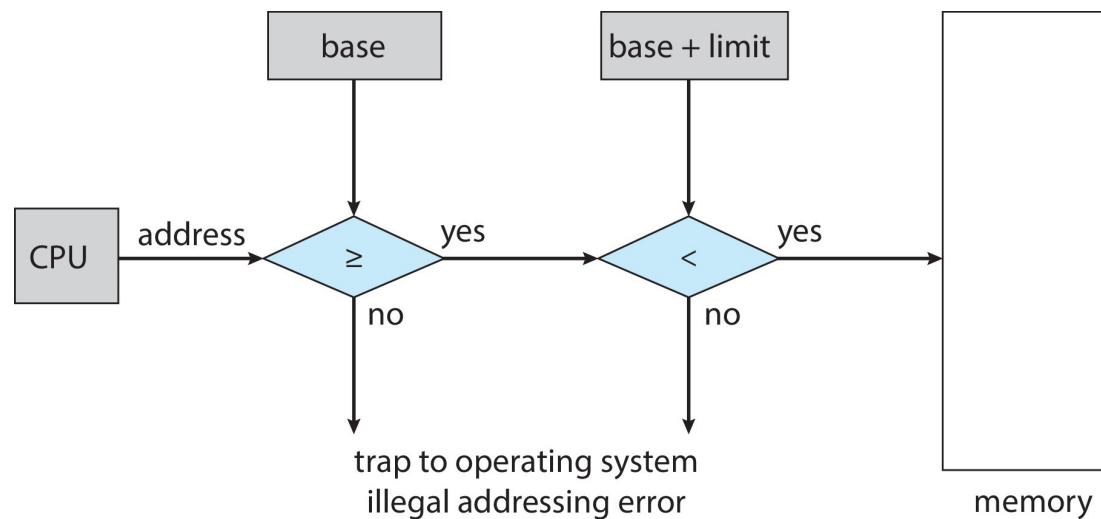 base
base + limit
CPU
address
≥
yes
<
yes
no
no
trap to operating system
illegal addressing error
memory